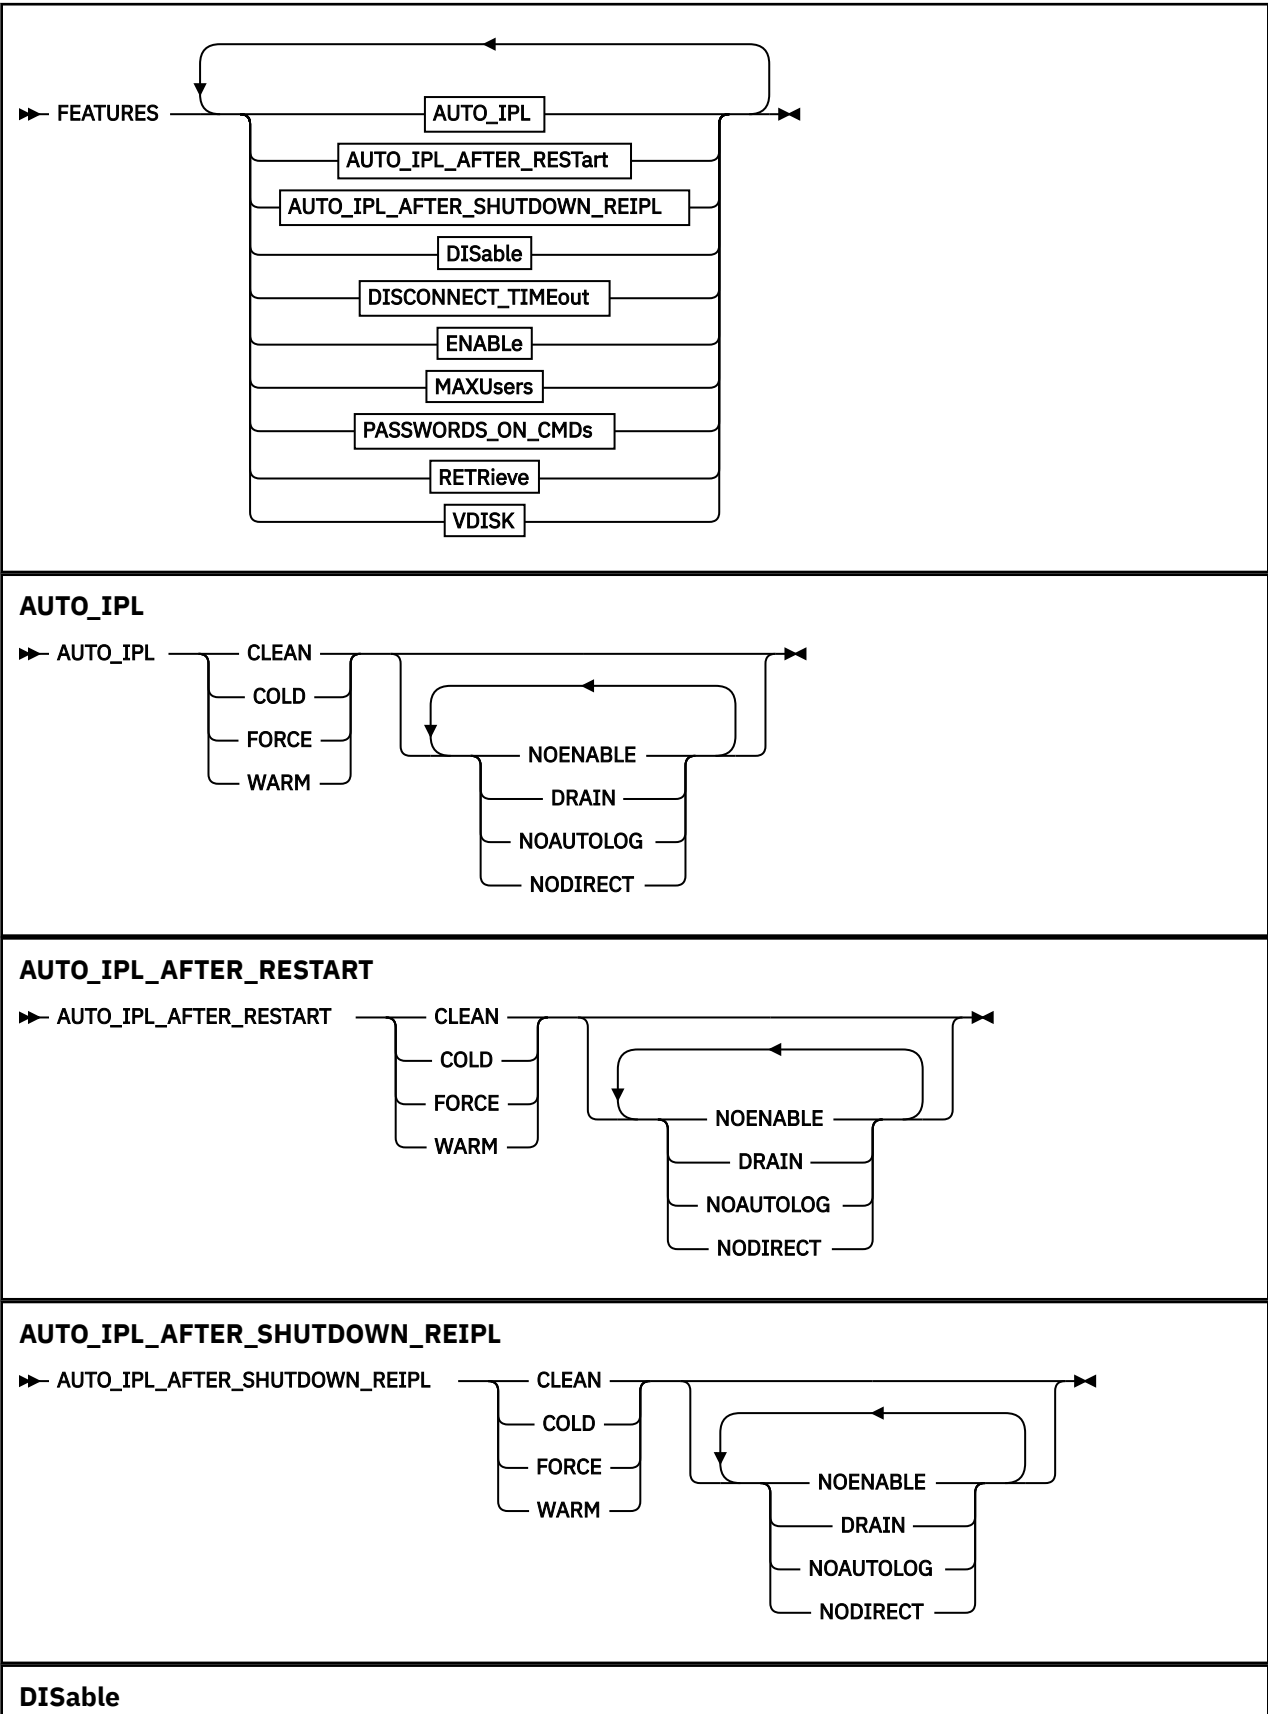 FEATURES
AUTO_IPL
AUTO_IPL_AFTER_RESTart
AUTO_IPL_AFTER_SHUTDOWN_REIPL
DISable
DISCONNECT_TIMEout
ENABLe
MAXUsers
PASSWORDS_ON_CMDs
RETRieve
VDISK
AUTO_IPL
AUTO_IPL CLEAN
COLD
FORCE
WARM
NOENABLE
DRAIN
NOAUTOLOG
NODIRECT
AUTO_IPL_AFTER_RESTART
AUTO_IPL_AFTER_RESTART CLEAN
COLD
FORCE
WARM
NOENABLE
DRAIN
NOAUTOLOG
NODIRECT
AUTO_IPL_AFTER_SHUTDOWN_REIPL
AUTO_IPL_AFTER_SHUTDOWN_REIPL CLEAN
COLD
FORCE
WARM
NOENABLE
DRAIN
NOAUTOLOG
NODIRECT
DISable